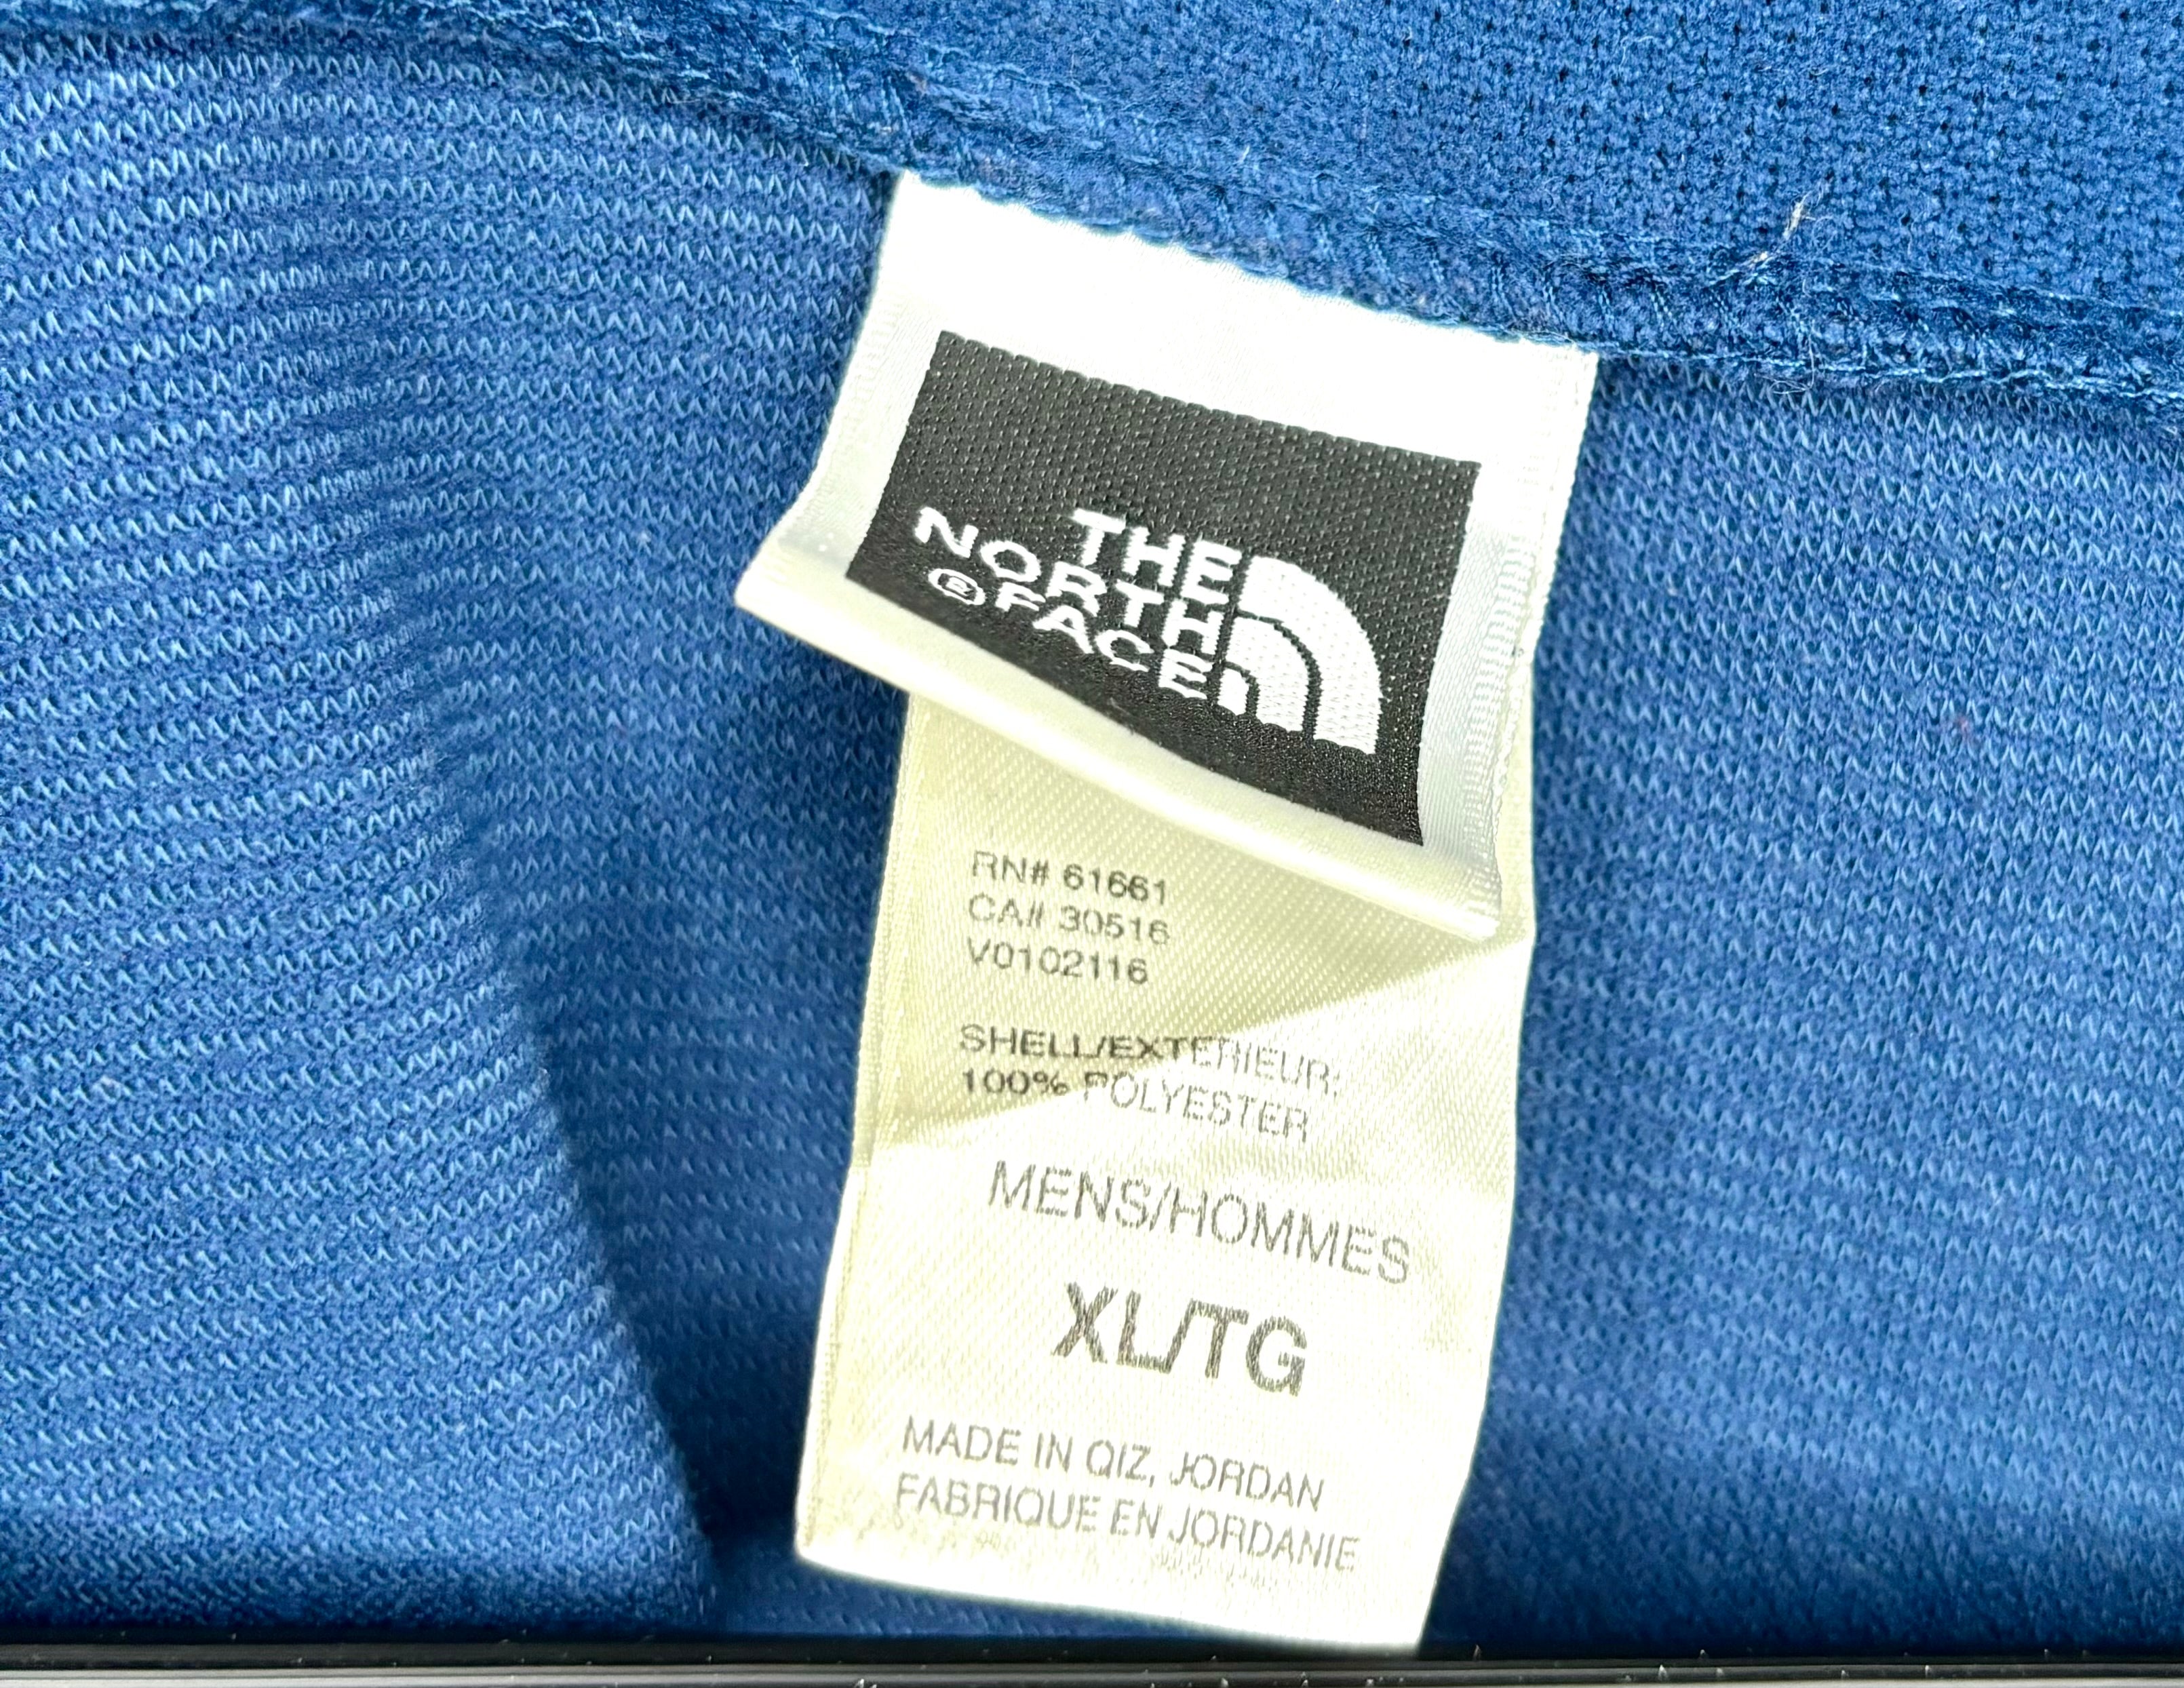 THE
NORTH
®FACE
RN# 61661
CA# 30516
V0102116
SHELL/EXTERIEUR:
100% POLYESTER
MENS/HOMMES
XL/TG
MADE IN QIZ, JORDAN
FABRIQUE EN JORDANIE